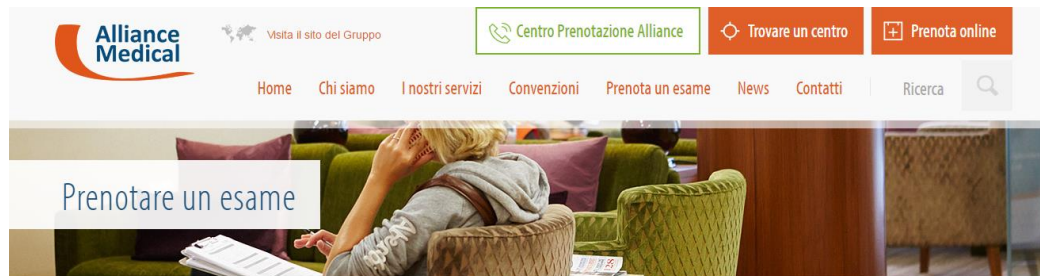 Alliance
Medical
Visita il sito del Gruppo
Centro Prenotazione Alliance
Trovare un centro
Prenota online
Home
Chi siamo
I nostri servizi
Convenzioni
Prenota un esame
News
Contatti
Ricerca
Prenotare un esame